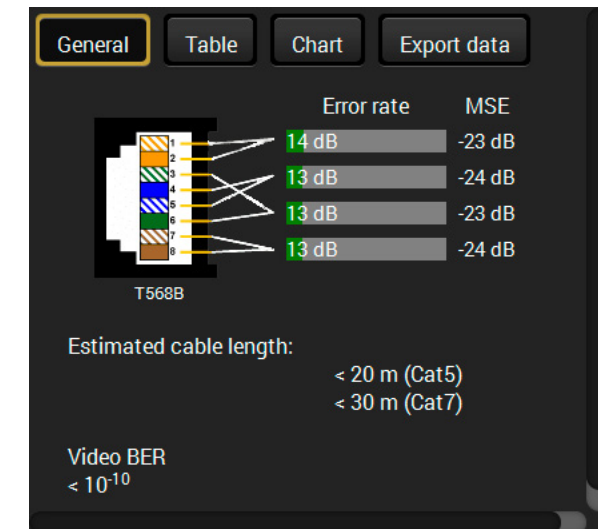 General Table Chart Export data
Error rate MSE
1 14 dB -23 dB
2
3 13 dB -24 dB
4
5 13 dB -23 dB
6
7 13 dB -24 dB
8
T568B
Estimated cable length:
< 20 m (Cat5)
< 30 m (Cat7)
Video BER
< 10⁻¹⁰